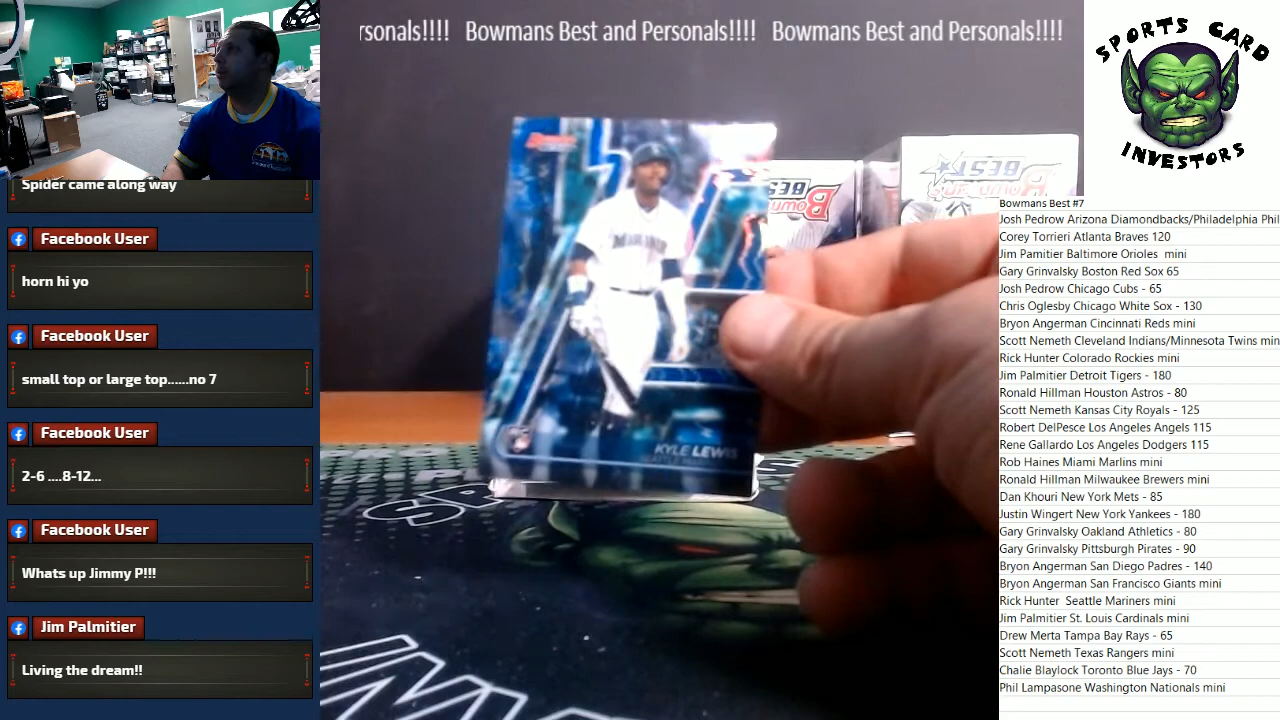 rsonals!!!! Bowmans Best and Personals!!!! Bowmans Best and Personals!!!!
SPORTS CARD
INVESTORS
Spider came along way
Facebook User
horn hi yo
Facebook User
small top or large top......no 7
Facebook User
2-6 ....8-12...
Facebook User
Whats up Jimmy P!!!
Jim Palmitier
Living the dream!!
BEST
BOWMAN'S
BEST
KYLE LEWIS
Bowmans Best #7
Josh Pedrow Arizona Diamondbacks/Philadelphia Phil
Corey Torrieri Atlanta Braves 120
Jim Pamitier Baltimore Orioles mini
Gary Grinvalsky Boston Red Sox 65
Josh Pedrow Chicago Cubs - 65
Chris Oglesby Chicago White Sox - 130
Bryon Angerman Cincinnati Reds mini
Scott Nemeth Cleveland Indians/Minnesota Twins min
Rick Hunter Colorado Rockies mini
Jim Palmitier Detroit Tigers - 180
Ronald Hillman Houston Astros - 80
Scott Nemeth Kansas City Royals - 125
Robert DelPesce Los Angeles Angels 115
Rene Gallardo Los Angeles Dodgers 115
Rob Haines Miami Marlins mini
Ronald Hillman Milwaukee Brewers mini
Dan Khouri New York Mets - 85
Justin Wingert New York Yankees - 180
Gary Grinvalsky Oakland Athletics - 80
Gary Grinvalsky Pittsburgh Pirates - 90
Bryon Angerman San Diego Padres - 140
Bryon Angerman San Francisco Giants mini
Rick Hunter Seattle Mariners mini
Jim Palmitier St. Louis Cardinals mini
Drew Merta Tampa Bay Rays - 65
Scott Nemeth Texas Rangers mini
Chalie Blaylock Toronto Blue Jays - 70
Phil Lampasone Washington Nationals mini